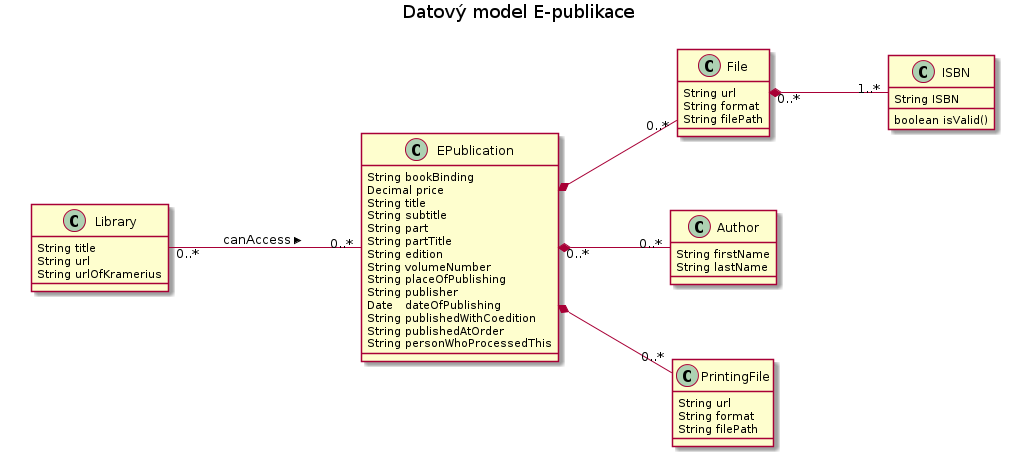 Datový model E-publikace
C Library
String title
String url
String urlOfKramerius
0..*
canAccess
0..*
C EPublication
String bookBinding
Decimal price
String title
String subtitle
String part
String partTitle
String edition
String volumeNumber
String placeOfPublishing
String publisher
Date dateOfPublishing
String publishedWithCoedition
String publishedAtOrder
String personWhoProcessedThis
0..*
C File
String url
String format
String filePath
0..*
1..*
C ISBN
String ISBN
boolean isValid()
0..*
0..*
C Author
String firstName
String lastName
0..*
C PrintingFile
String url
String format
String filePath